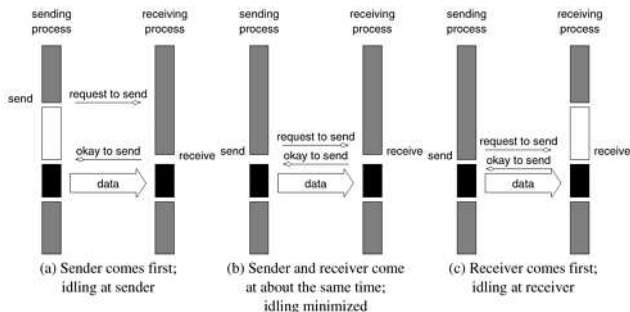 sending process
receiving process
send
request to send
okay to send
receive
data
(a) Sender comes first;
idling at sender
sending process
receiving process
request to send
send
okay to send
receive
data
(b) Sender and receiver come
at about the same time;
idling minimized
sending process
receiving process
request to send
send
okay to send
receive
data
(c) Receiver comes first;
idling at receiver